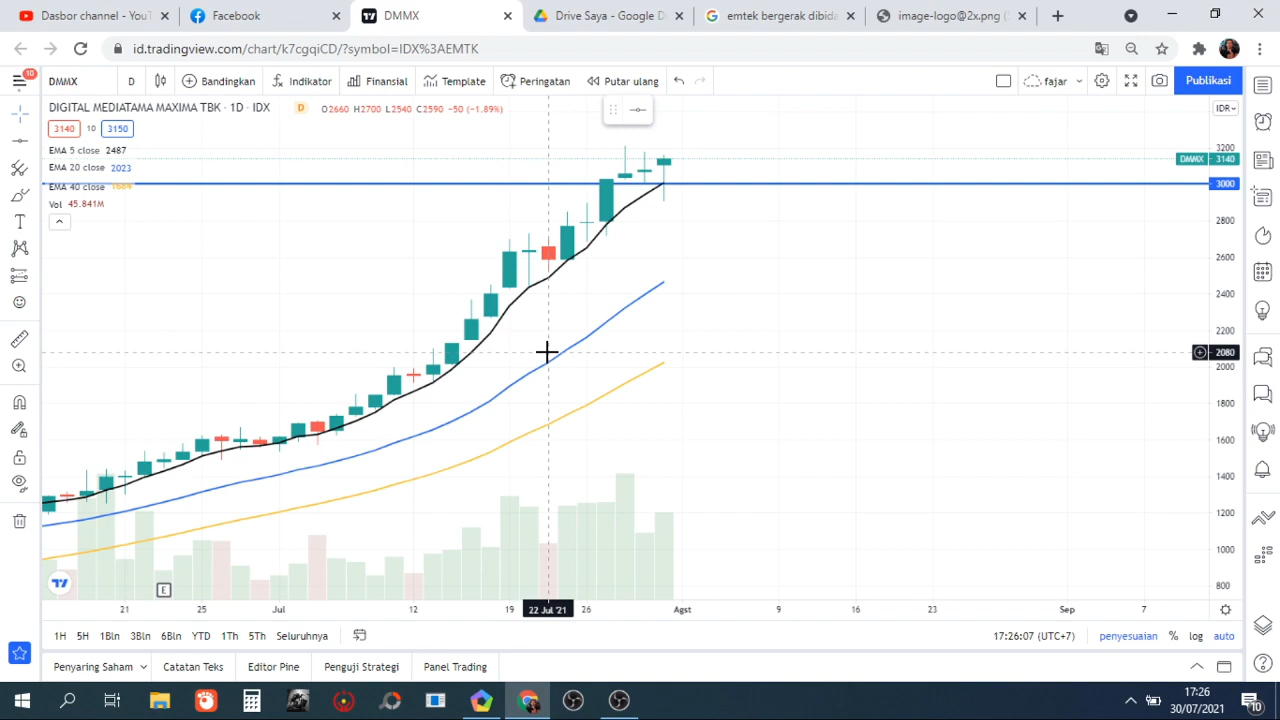 Dasbor channel - YouT
Facebook
DMMX
Drive Saya - Google D
emtek bergerak dibida
image-logo@2x.png (
id.tradingview.com/chart/k7cgqiCD/?symbol=IDX%3AEMTK
10
DMMX
D
Bandingkan
Indikator
Finansial
Template
Peringatan
Putar ulang
fajar
Publikasi
DIGITAL MEDIATAMA MAXIMA TBK · 1D · IDX
D
O2660 H2700 L2540 C2590 −50 (−1.89%)
IDR
3140
10
3150
EMA 5 close 2487
EMA 20 close 2023
EMA 40 close
Vol 45.841M
3200
DMMX 3140
3000
2800
2600
2400
2200
2080
2000
1800
1600
1400
1200
1000
800
E
21
25
Jul
12
19
22 Jul '21
26
Agst
9
16
23
Sep
7
1H
5H
1Bln
3Bln
6Bln
YTD
1Th
5Th
Seluruhnya
17:26:07 (UTC+7)
penyesuaian
%
log
auto
Penyaring Saham
Catatan Teks
Editor Pine
Penguji Strategi
Panel Trading
17:26
30/07/2021
10